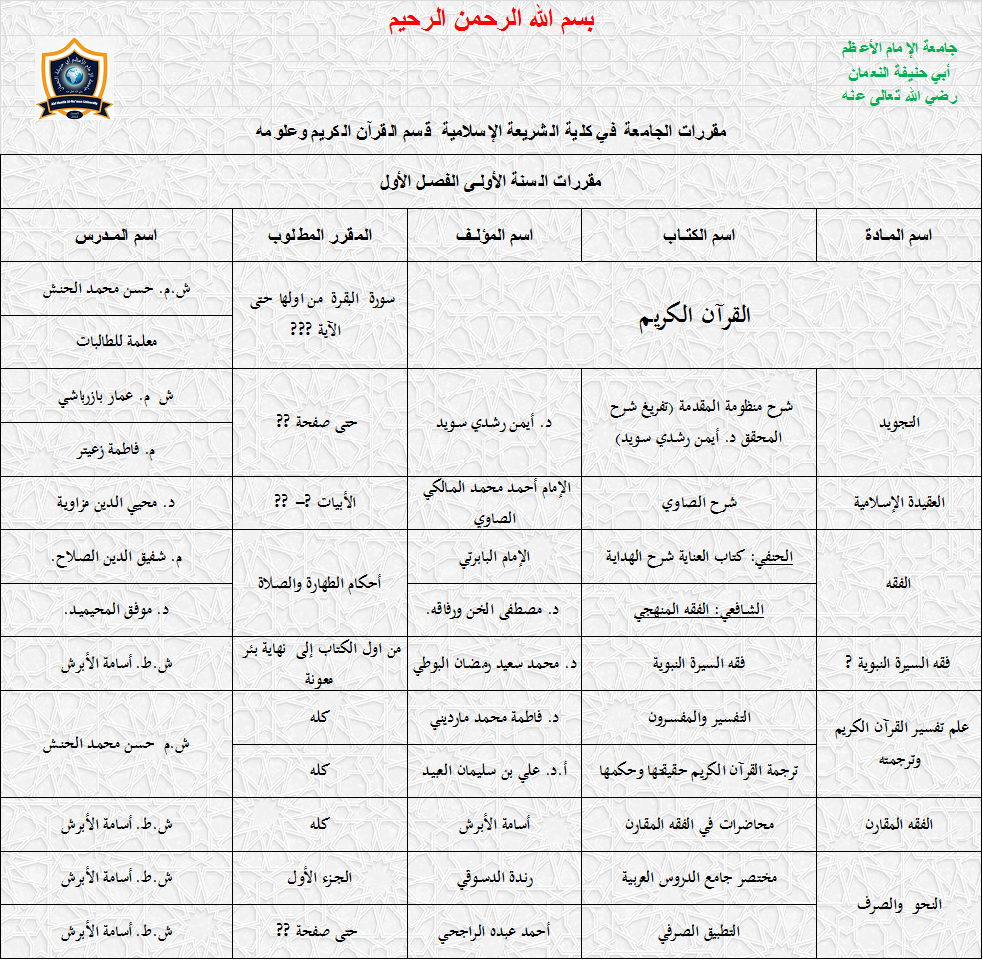 بسم الله الرحمن الرحيم
جامعة الإمام الأعظم
أبي حنيفة النعمان
رضي الله تعالى عنه
مقررات الجامعة في كلية الشريعة الإسلامية قسم القرآن الكريم وعلومه
مقررات السنة الأولى الفصل الأول
اسم المادة اسم الكتاب اسم المؤلف المقرر المطلوب اسم المدرس
القرآن الكريم
سورة البقرة من اولها حتى
الآية ???
ش.م. حسن محمد الحنش
معلمة للطالبات
التجويد
شرح منظومة المقدمة (تفريغ شرح
المحقق د. أيمن رشدي سويد)
د. أيمن رشدي سويد
حتى صفحة ??
ش م. عمار بازرباشي
م. فاطمة زعيتر
العقيدة الإسلامية
شرح الصاوي
الإمام أحمد محمد المالكي
الصاوي
الأبيات ?– ??
د. محيي الدين مزاوية
الفقه
الحنفي: كتاب العناية شرح الهداية
الإمام البابرتي
أحكام الطهارة والصلاة
م. شفيق الدين الصلاح.
الشافعي: الفقه المنهجي
د. مصطفى الخن ورفاقه.
د. موفق المحيميد.
فقه السيرة النبوية ?
فقه السيرة النبوية
د. محمد سعيد رمضان البوطي
من اول الكتاب إلى نهاية بئر
معونة
ش.ط. أسامة الأبرش
علم تفسير القرآن الكريم
وترجمته
التفسير والمفسرون
د. فاطمة محمد مارديني
كله
ش.م حسن محمد الحنش
ترجمة القرآن الكريم حقيقتها وحكمها
أ.د. علي بن سليمان العبيد
كله
الفقه المقارن
محاضرات في الفقه المقارن
أسامة الأبرش
كله
ش.ط. أسامة الأبرش
النحو والصرف
مختصر جامع الدروس العربية
رندة الدسوقي
الجزء الأول
ش.ط. أسامة الأبرش
التطبيق الصرفي
أحمد عبده الراجحي
حتى صفحة ??
ش.ط. أسامة الأبرش